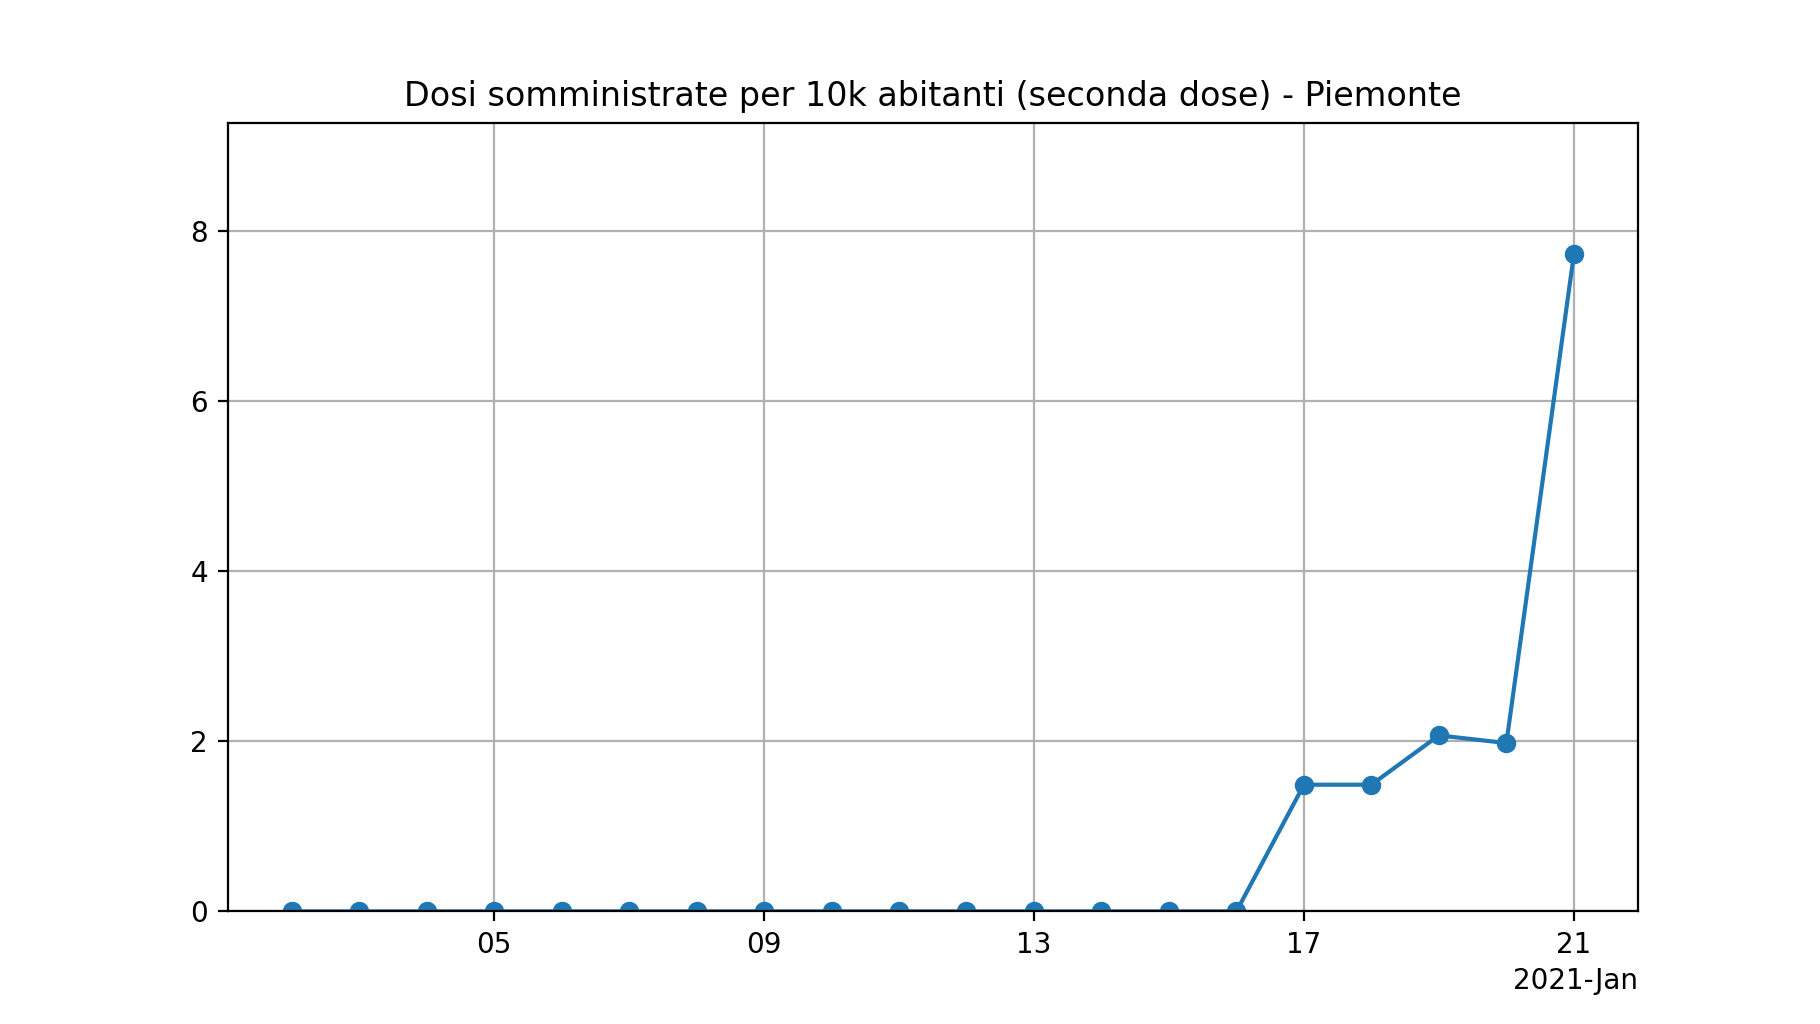 Dosi somministrate per 10k abitanti (seconda dose) - Piemonte
8
6
4
2
0
05 09 13 17 21
2021-Jan